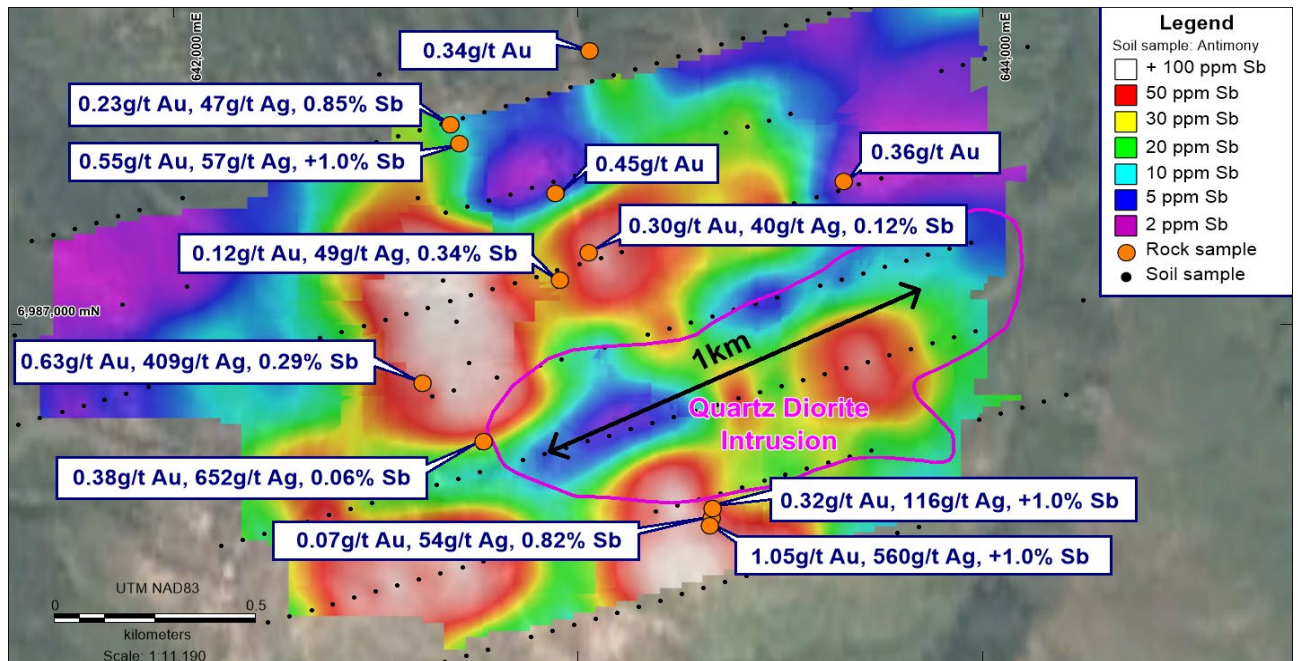 Legend
Soil sample: Antimony
+ 100 ppm Sb
50 ppm Sb
30 ppm Sb
20 ppm Sb
10 ppm Sb
5 ppm Sb
2 ppm Sb
Rock sample
Soil sample
642,000 mE
644,000 mE
6,987,000 mN
0.34g/t Au
0.23g/t Au, 47g/t Ag, 0.85% Sb
0.55g/t Au, 57g/t Ag, +1.0% Sb
0.45g/t Au
0.36g/t Au
0.30g/t Au, 40g/t Ag, 0.12% Sb
0.12g/t Au, 49g/t Ag, 0.34% Sb
0.63g/t Au, 409g/t Ag, 0.29% Sb
1km
Quartz Diorite
Intrusion
0.38g/t Au, 652g/t Ag, 0.06% Sb
0.32g/t Au, 116g/t Ag, +1.0% Sb
0.07g/t Au, 54g/t Ag, 0.82% Sb
1.05g/t Au, 560g/t Ag, +1.0% Sb
UTM NAD83
0 0.5
kilometers
Scale: 1:11,190